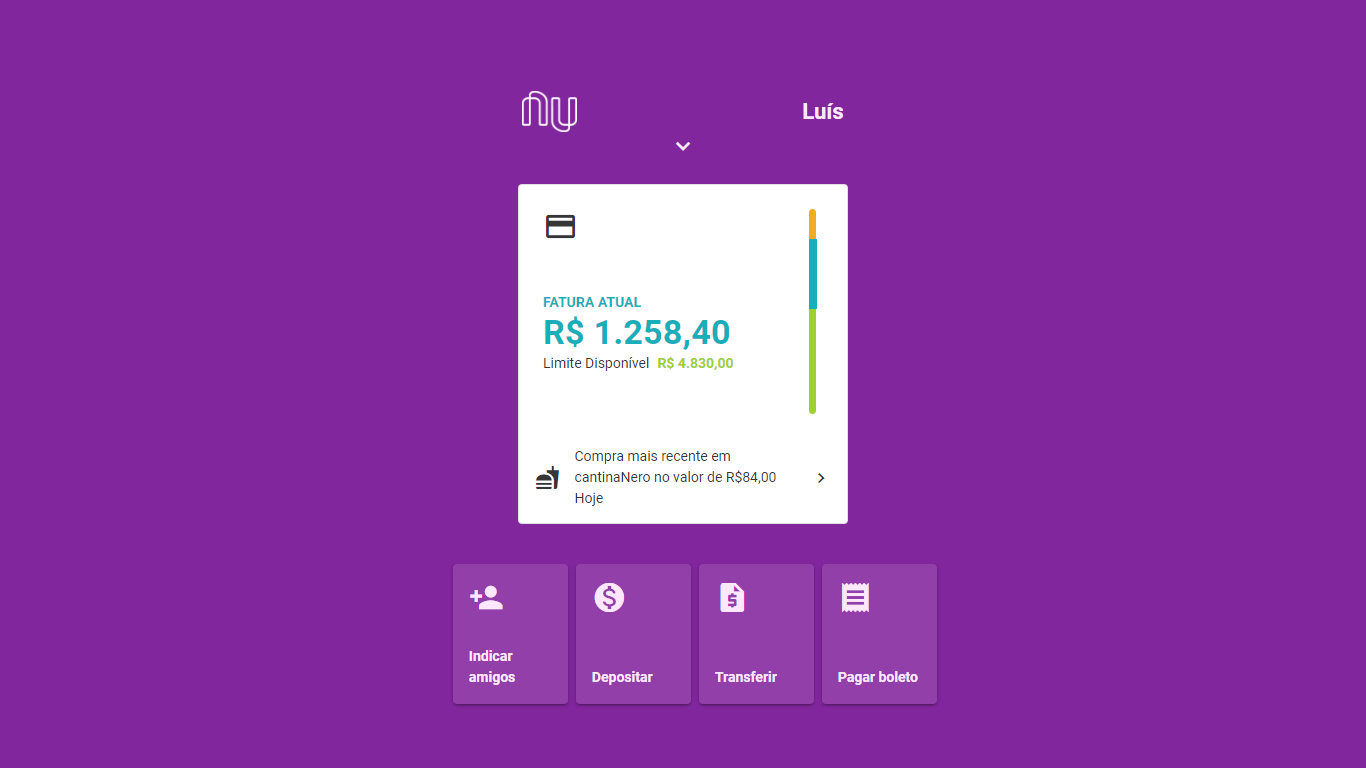 nu
Luís
FATURA ATUAL
R$ 1.258,40
Limite Disponível R$ 4.830,00
Compra mais recente em
cantinaNero no valor de R$84,00
Hoje
Indicar
amigos
Depositar
Transferir
Pagar boleto